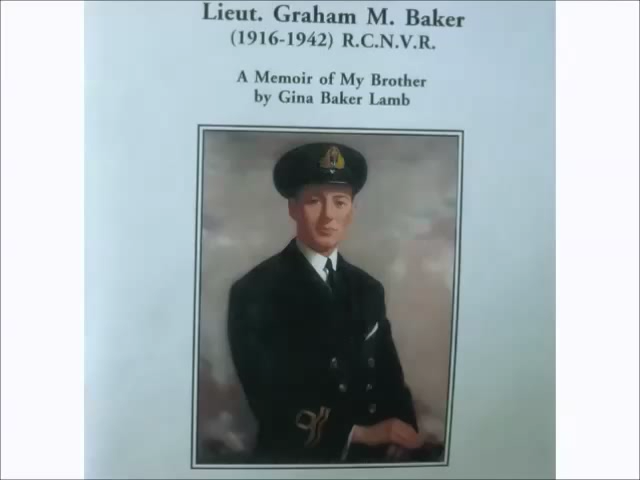 Lieut. Graham M. Baker
(1916-1942) R.C.N.V.R.
A Memoir of My Brother
by Gina Baker Lamb